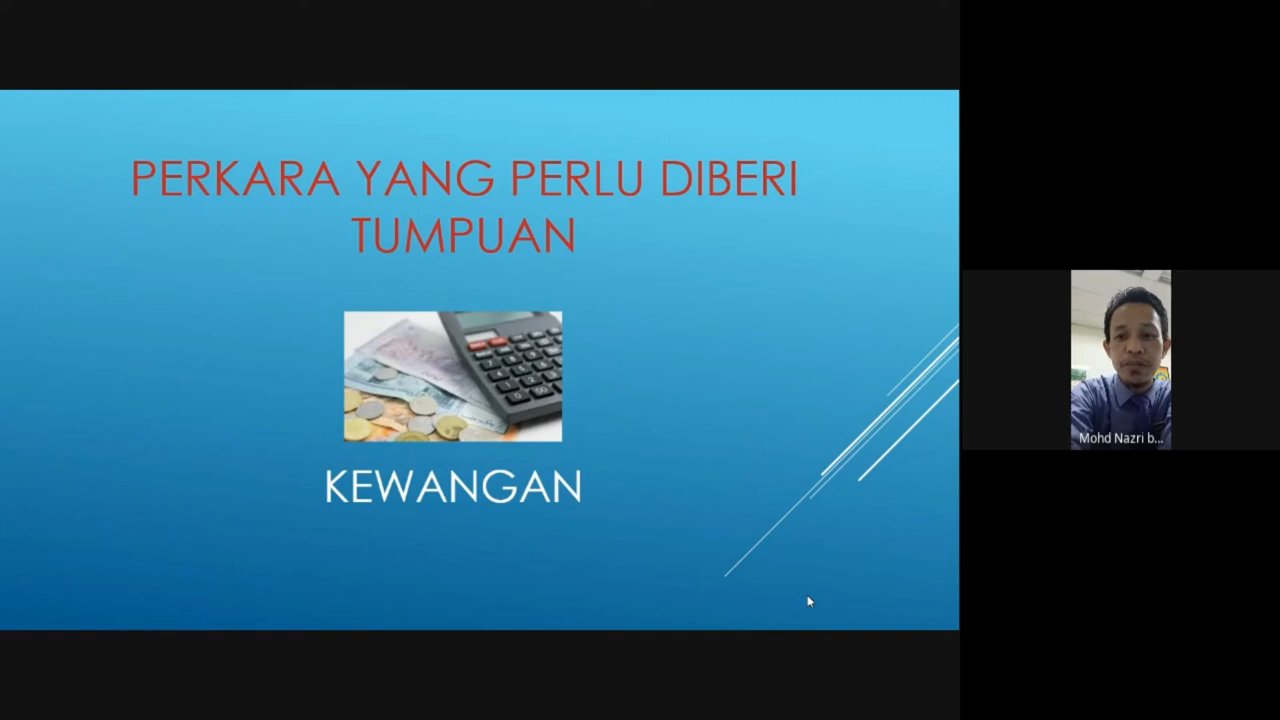 PERKARA YANG PERLU DIBERI
TUMPUAN
KEWANGAN
Mohd Nazri b...